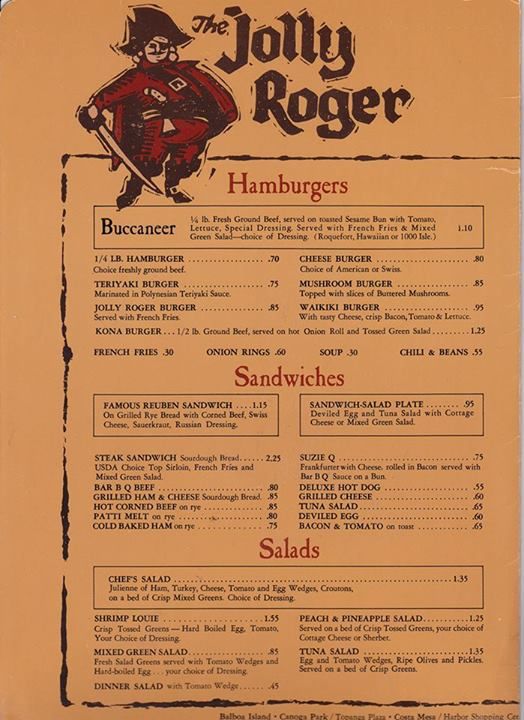 The Jolly
Roger
Hamburgers
Buccaneer
¼ lb. Fresh Ground Beef, served on toasted Sesame Bun with Tomato,
Lettuce, Special Dressing. Served with French Fries & Mixed
Green Salad—choice of Dressing. (Roquefort, Hawaiian or 1000 Isle.) 1.10
1/4 LB. HAMBURGER .70
Choice freshly ground beef.
CHEESE BURGER .80
Choice of American or Swiss.
TERIYAKI BURGER .75
Marinated in Polynesian Teriyaki Sauce.
MUSHROOM BURGER .85
Topped with slices of Buttered Mushrooms.
JOLLY ROGER BURGER .85
Served with French Fries.
WAIKIKI BURGER .95
With tasty Cheese, crisp Bacon, Tomato & Lettuce.
KONA BURGER ... 1/2 lb. Ground Beef, served on hot Onion Roll and Tossed Green Salad 1.25
FRENCH FRIES .30 ONION RINGS .60 SOUP .30 CHILI & BEANS .55
Sandwiches
FAMOUS REUBEN SANDWICH .... 1.15
On Grilled Rye Bread with Corned Beef, Swiss
Cheese, Sauerkraut, Russian Dressing.
SANDWICH-SALAD PLATE .95
Deviled Egg and Tuna Salad with Cottage
Cheese or Mixed Green Salad.
STEAK SANDWICH Sourdough Bread..... 2.25
USDA Choice Top Sirloin, French Fries and
Mixed Green Salad.
BAR B Q BEEF .80
GRILLED HAM & CHEESE Sourdough Bread. .85
HOT CORNED BEEF on rye .85
PATTI MELT on rye .80
COLD BAKED HAM on rye .75
SUZIE Q .75
Frankfurter with Cheese, rolled in Bacon served with
Bar B Q Sauce on a Bun.
DELUXE HOT DOG .55
GRILLED CHEESE .60
TUNA SALAD .65
DEVILED EGG .60
BACON & TOMATO on toast .65
Salads
CHEF'S SALAD 1.35
Julienne of Ham, Turkey, Cheese, Tomato and Egg Wedges, Croutons,
on a bed of Crisp Mixed Greens. Choice of Dressing.
SHRIMP LOUIE 1.55
Crisp Tossed Greens — Hard Boiled Egg, Tomato,
Your Choice of Dressing.
MIXED GREEN SALAD .85
Fresh Salad Greens served with Tomato Wedges and
Hard-boiled Egg ... your choice of Dressing.
DINNER SALAD with Tomato Wedge .45
PEACH & PINEAPPLE SALAD 1.25
Served on a bed of Crisp Tossed Greens, your choice of
Cottage Cheese or Sherbet.
TUNA SALAD 1.35
Egg and Tomato Wedges, Ripe Olives and Pickles.
Served on a bed of Crisp Greens.
Balboa Island • Canoga Park / Topanga Plaza • Costa Mesa / Harbor Shopping